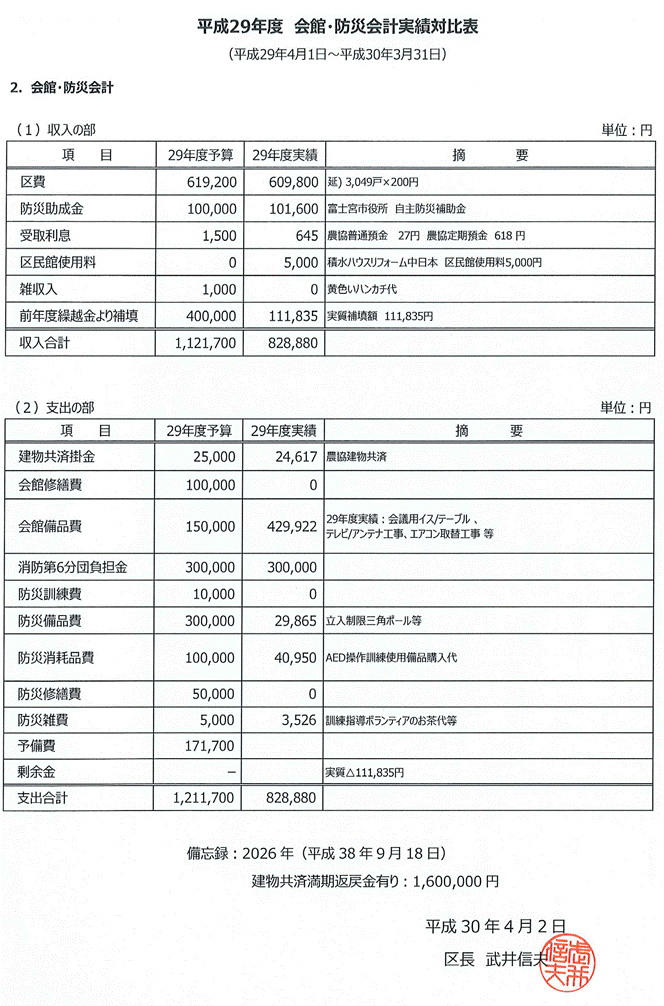 平成29年度 会館・防災会計実績対比表
（平成29年4月1日～平成30年3月31日）
2．会館・防災会計
（1）収入の部 単位：円
項 目 29年度予算 29年度実績 摘 要
区費 619,200 609,800 延) 3,049戸×200円
防災助成金 100,000 101,600 富士宮市役所 自主防災補助金
受取利息 1,500 645 農協普通預金 27円 農協定期預金 618 円
区民館使用料 0 5,000 積水ハウスリフォーム中日本 区民館使用料5,000円
雑収入 1,000 0 黄色いハンカチ代
前年度繰越金より補填 400,000 111,835 実質補填額 111,835円
収入合計 1,121,700 828,880
（2）支出の部 単位：円
項 目 29年度予算 29年度実績 摘 要
建物共済掛金 25,000 24,617 農協建物共済
会館修繕費 100,000 0
会館備品費 150,000 429,922 29年度実績：会議用イス/テーブル 、
テレビ/アンテナ工事、エアコン取替工事 等
消防第6分団負担金 300,000 300,000
防災訓練費 10,000 0
防災備品費 300,000 29,865 立入制限三角ポール等
防災消耗品費 100,000 40,950 AED操作訓練使用備品購入代
防災修繕費 50,000 0
防災雑費 5,000 3,526 訓練指導ボランティアのお茶代等
予備費 171,700
剰余金 － 実質△111,835円
支出合計 1,211,700 828,880
備忘録：2026 年（平成 38 年 9 月 18 日）
建物共済満期返戻金有り：1,600,000 円
平成 30 年 4 月 2 日
区長 武井信夫